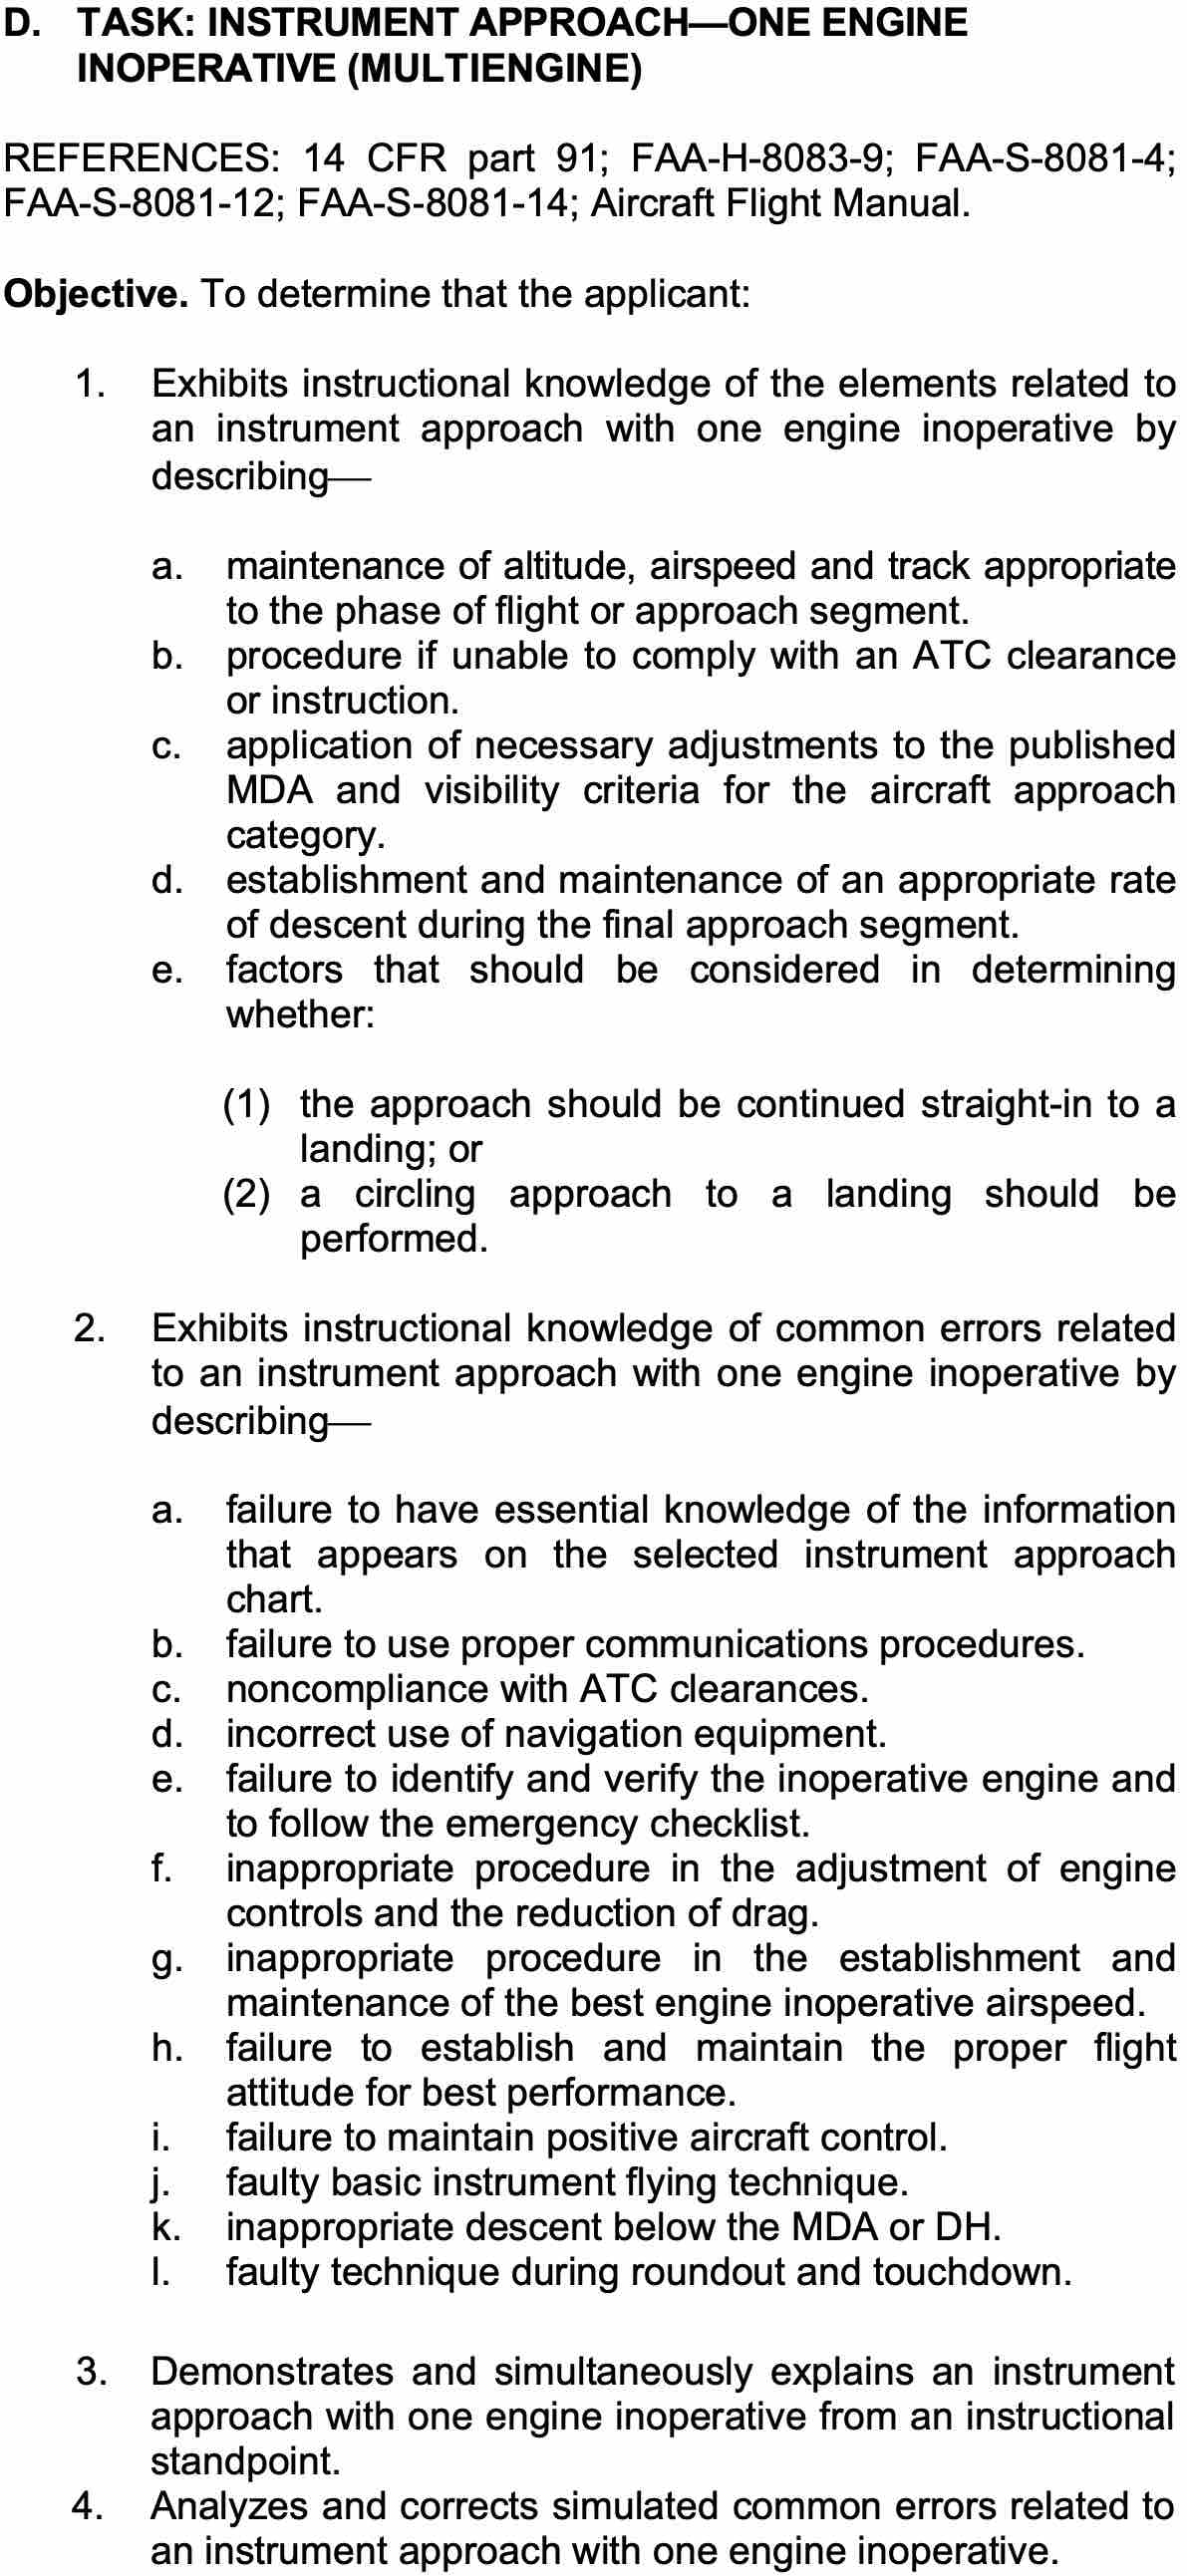 D. TASK: INSTRUMENT APPROACH—ONE ENGINE
INOPERATIVE (MULTIENGINE)
REFERENCES: 14 CFR part 91; FAA-H-8083-9; FAA-S-8081-4;
FAA-S-8081-12; FAA-S-8081-14; Aircraft Flight Manual.
Objective. To determine that the applicant:
1. Exhibits instructional knowledge of the elements related to
an instrument approach with one engine inoperative by
describing—
a. maintenance of altitude, airspeed and track appropriate
to the phase of flight or approach segment.
b. procedure if unable to comply with an ATC clearance
or instruction.
c. application of necessary adjustments to the published
MDA and visibility criteria for the aircraft approach
category.
d. establishment and maintenance of an appropriate rate
of descent during the final approach segment.
e. factors that should be considered in determining
whether:
(1) the approach should be continued straight-in to a
landing; or
(2) a circling approach to a landing should be
performed.
2. Exhibits instructional knowledge of common errors related
to an instrument approach with one engine inoperative by
describing—
a. failure to have essential knowledge of the information
that appears on the selected instrument approach
chart.
b. failure to use proper communications procedures.
c. noncompliance with ATC clearances.
d. incorrect use of navigation equipment.
e. failure to identify and verify the inoperative engine and
to follow the emergency checklist.
f. inappropriate procedure in the adjustment of engine
controls and the reduction of drag.
g. inappropriate procedure in the establishment and
maintenance of the best engine inoperative airspeed.
h. failure to establish and maintain the proper flight
attitude for best performance.
i. failure to maintain positive aircraft control.
j. faulty basic instrument flying technique.
k. inappropriate descent below the MDA or DH.
l. faulty technique during roundout and touchdown.
3. Demonstrates and simultaneously explains an instrument
approach with one engine inoperative from an instructional
standpoint.
4. Analyzes and corrects simulated common errors related to
an instrument approach with one engine inoperative.